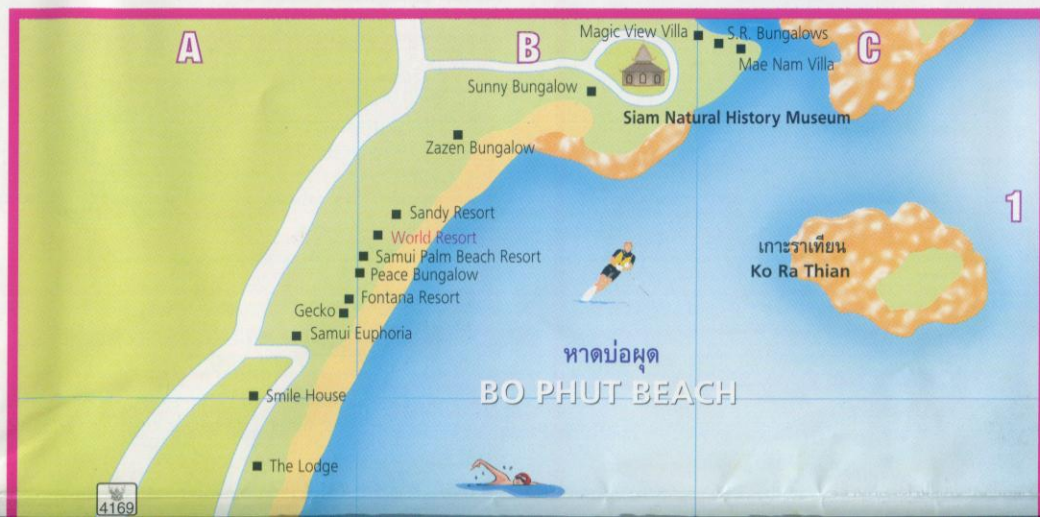 A
B
C
Magic View Villa
S.R. Bungalows
Mae Nam Villa
Sunny Bungalow
Siam Natural History Museum
Zazen Bungalow
1
Sandy Resort
World Resort
Samui Palm Beach Resort
Peace Bungalow
เกาะราเทียน
Ko Ra Thian
Fontana Resort
Gecko
Samui Euphoria
หาดบ่อผุด
BO PHUT BEACH
Smile House
The Lodge
4169